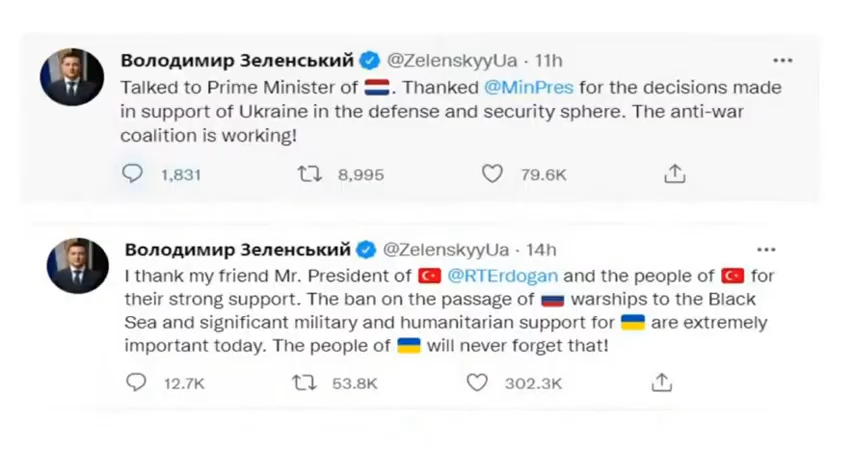 Володимир Зеленський @ZelenskyyUa · 11h
Talked to Prime Minister of 🇳🇱. Thanked @MinPres for the decisions made
in support of Ukraine in the defense and security sphere. The anti-war
coalition is working!
1,831 8,995 79.6K
Володимир Зеленський @ZelenskyyUa · 14h
I thank my friend Mr. President of 🇹🇷 @RTErdogan and the people of 🇹🇷 for
their strong support. The ban on the passage of 🇷🇺 warships to the Black
Sea and significant military and humanitarian support for 🇺🇦 are extremely
important today. The people of 🇺🇦 will never forget that!
12.7K 53.8K 302.3K